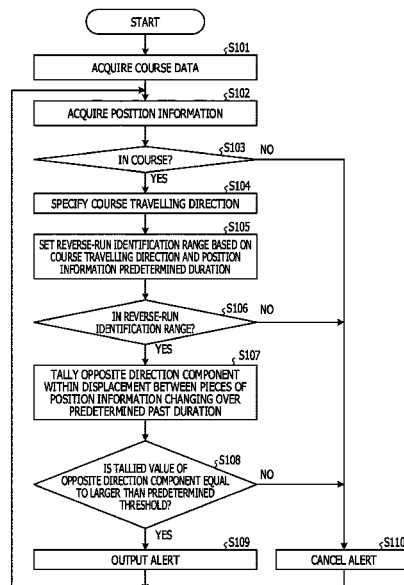 START
S101
ACQUIRE COURSE DATA
S102
ACQUIRE POSITION INFORMATION
S103
IN COURSE?
NO
YES
S104
SPECIFY COURSE TRAVELLING DIRECTION
S105
SET REVERSE-RUN IDENTIFICATION RANGE BASED ON
COURSE TRAVELLING DIRECTION AND POSITION
INFORMATION PREDETERMINED DURATION
S106
IN REVERSE-RUN
IDENTIFICATION RANGE?
NO
YES
S107
TALLY OPPOSITE DIRECTION COMPONENT
WITHIN DISPLACEMENT BETWEEN PIECES OF
POSITION INFORMATION CHANGING OVER
PREDETERMINED PAST DURATION
S108
IS TALLIED VALUE OF
OPPOSITE DIRECTION COMPONENT EQUAL
TO LARGER THAN PREDETERMINED
THRESHOLD?
NO
YES
S109
OUTPUT ALERT
S110
CANCEL ALERT